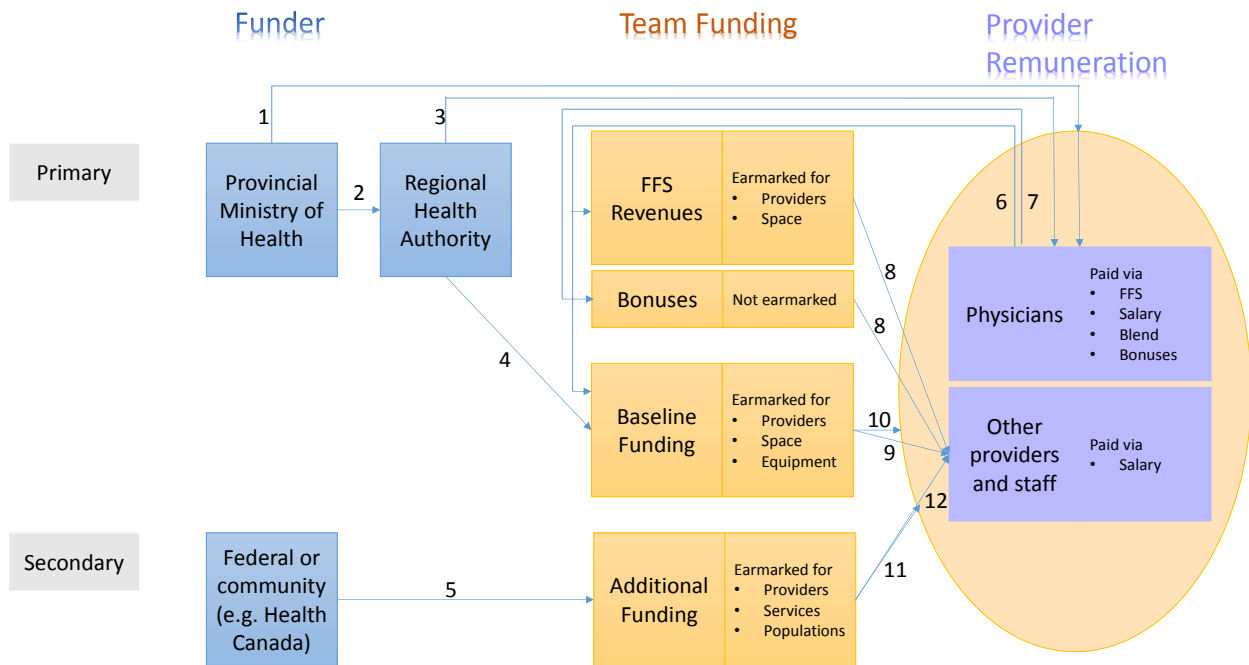 Funder
Team Funding
Provider
Remuneration
1
3
Primary
Provincial
Ministry of
Health
2
Regional
Health
Authority
FFS
Revenues
Earmarked for
• Providers
• Space
6
7
8
Bonuses
Not earmarked
8
Physicians
Paid via
• FFS
• Salary
• Blend
• Bonuses
4
Baseline
Funding
Earmarked for
• Providers
• Space
• Equipment
10
9
Other
providers
and staff
Paid via
• Salary
12
Secondary
Federal or
community
(e.g. Health
Canada)
5
Additional
Funding
Earmarked for
• Providers
• Services
• Populations
11